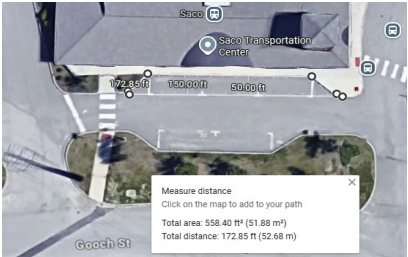 Saco
Saco Transportation
Center
172.85 ft
150.00 ft
50.00 ft
Measure distance
Click on the map to add to your path
Total area: 558.40 ft² (51.88 m²)
Total distance: 172.85 ft (52.68 m)
Gooch St